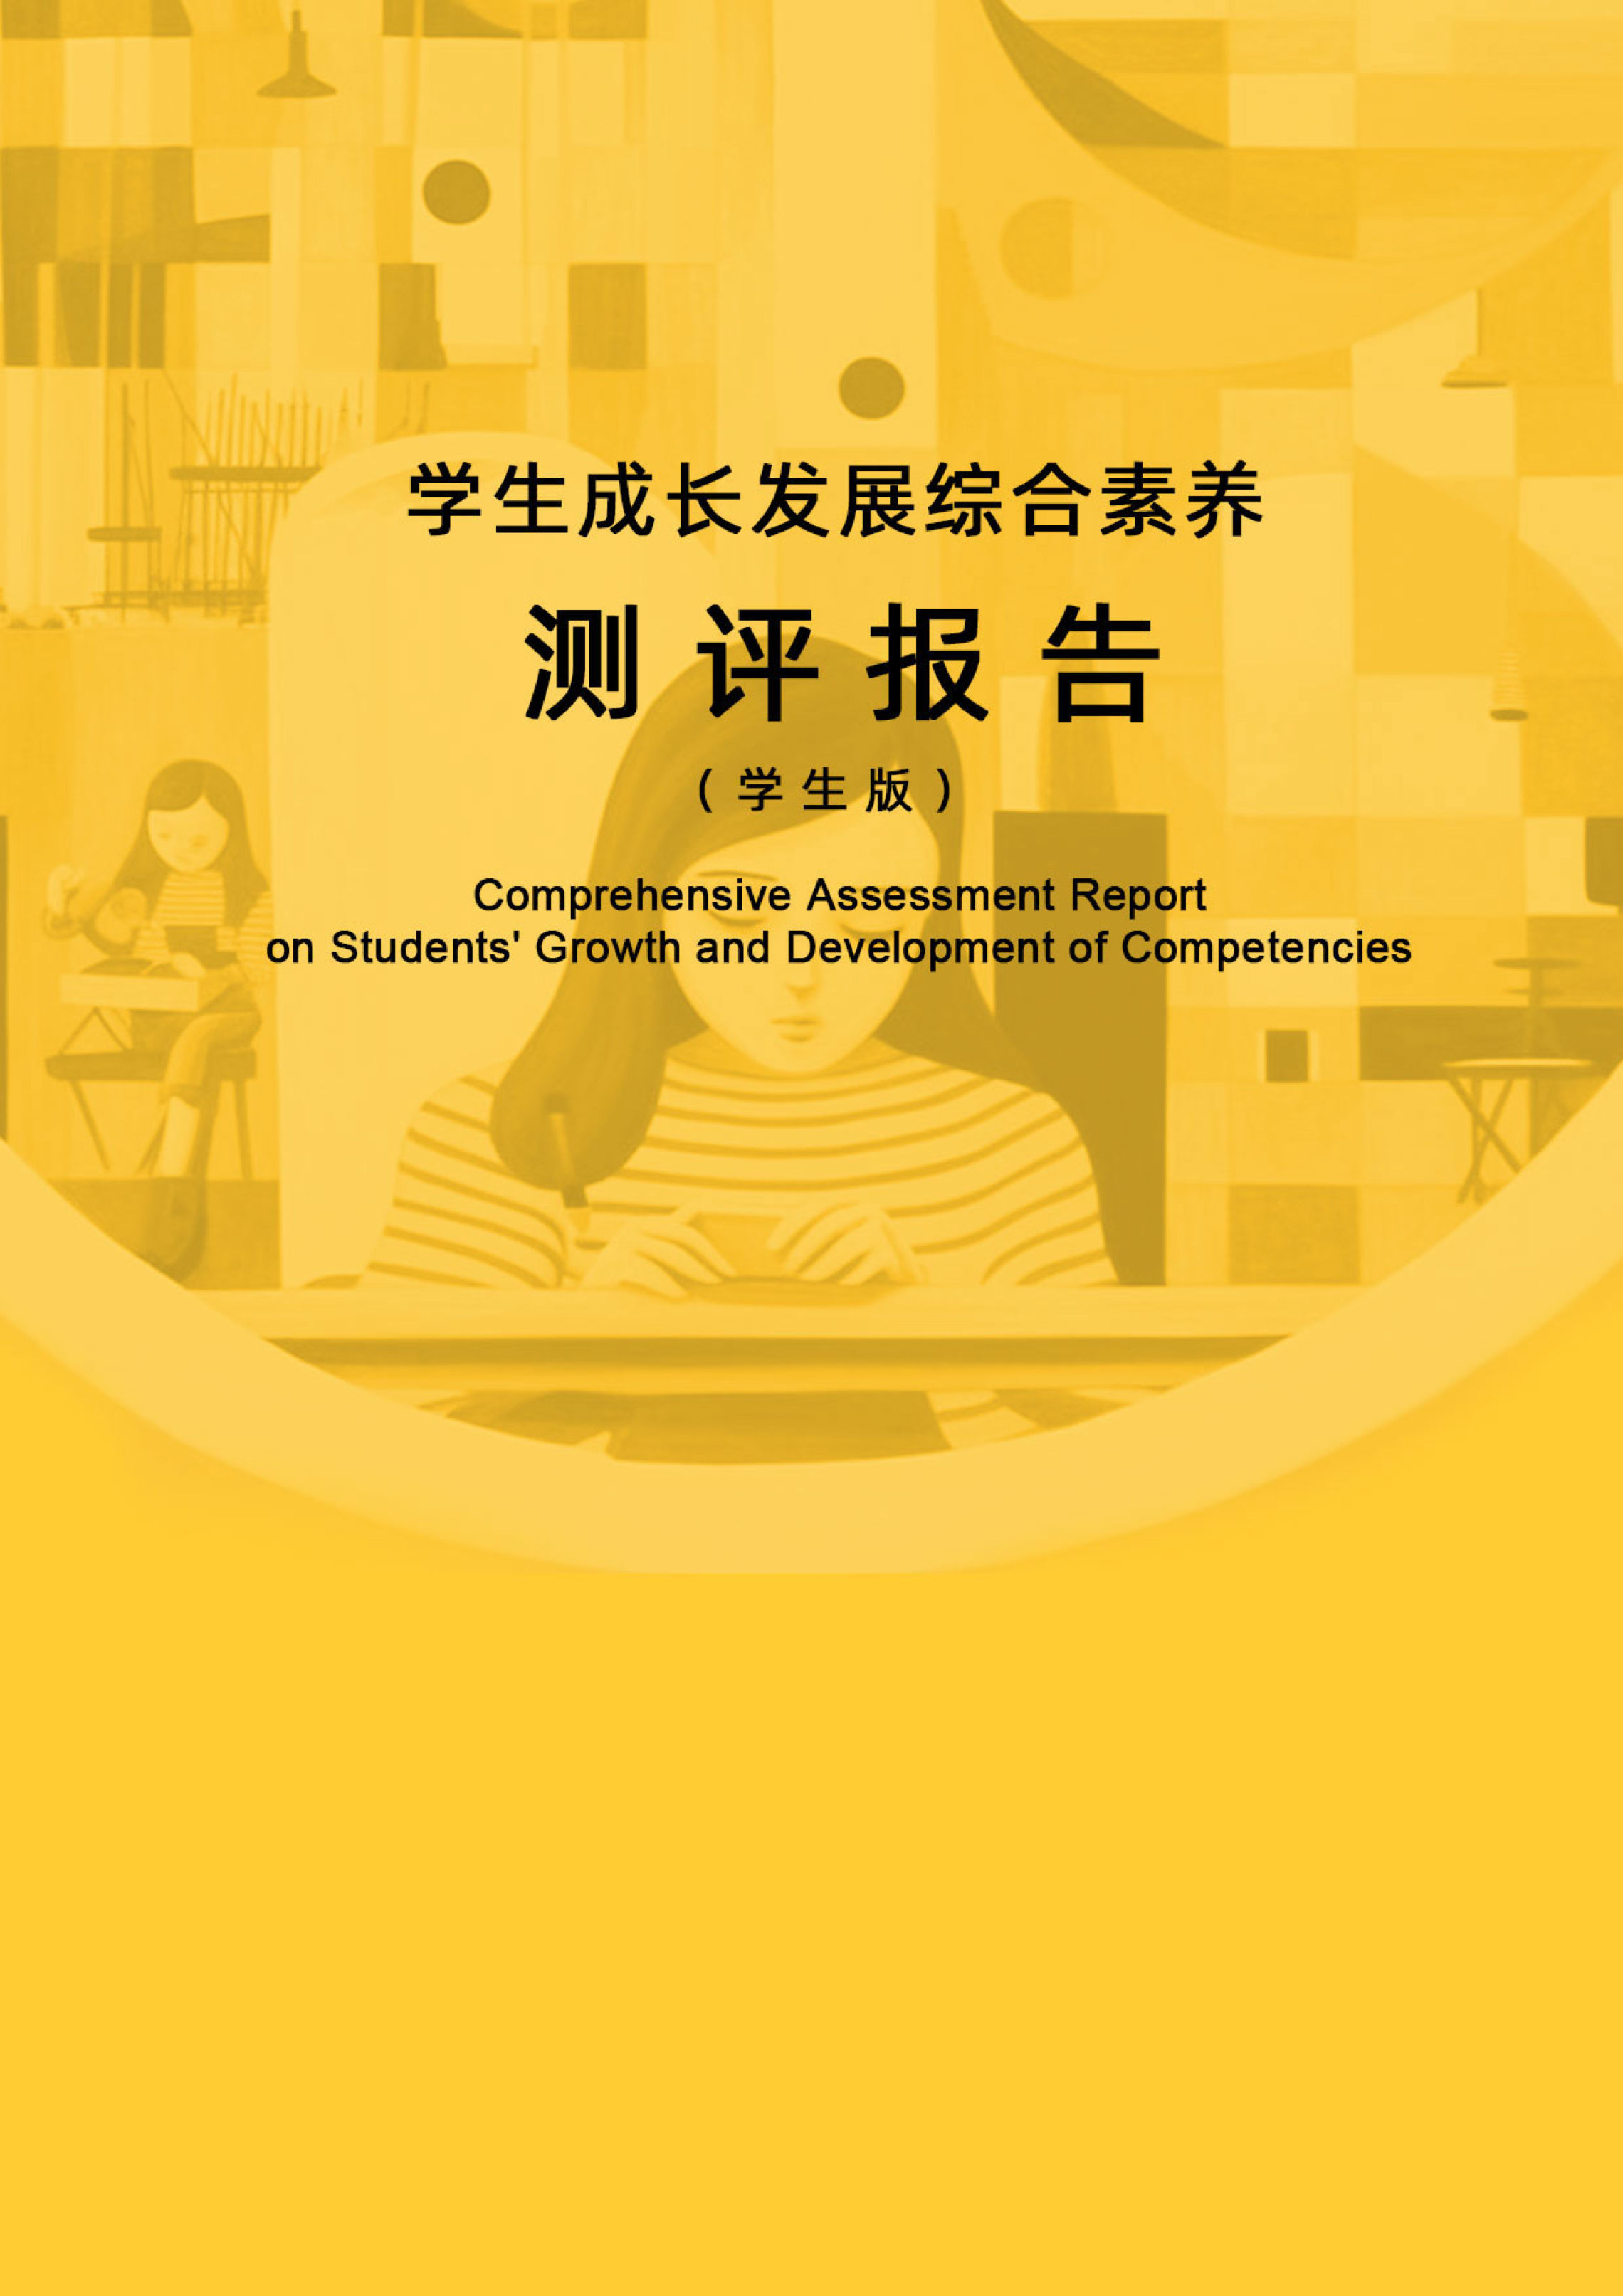 学生成长发展综合素养
测评报告
（学生版）
Comprehensive Assessment Report
on Students' Growth and Development of Competencies